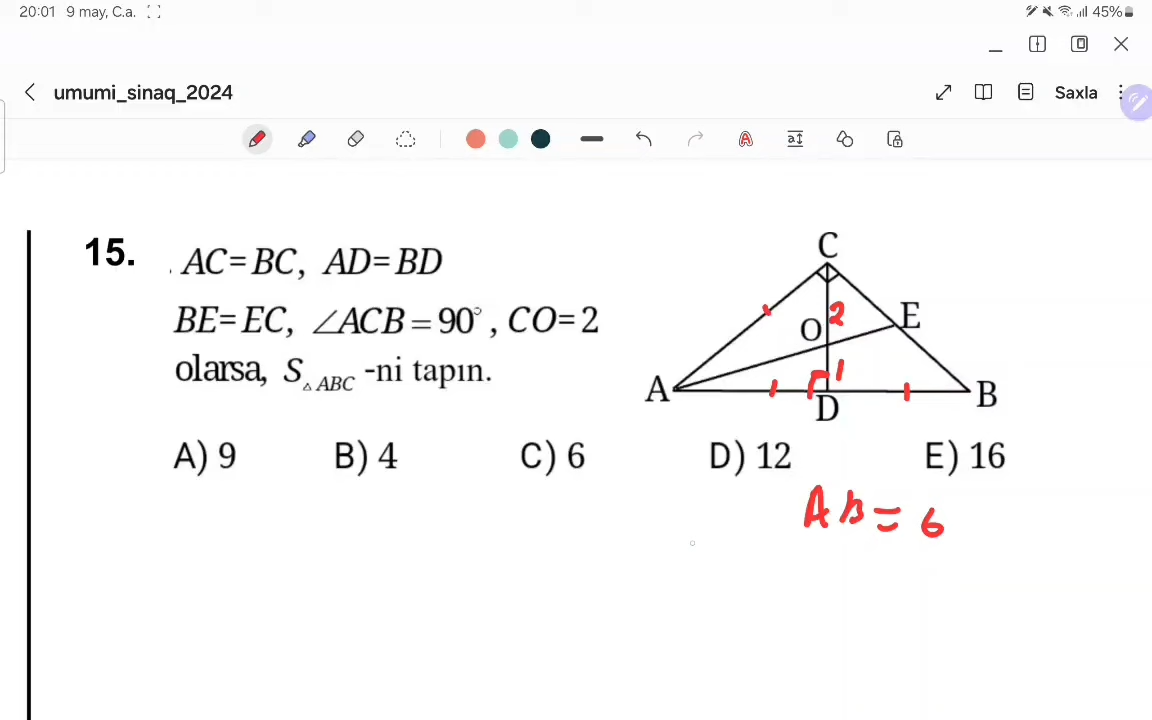 20:01 9 may, C.a. 45%
umumi_sinaq_2024 Saxla
15. AC=BC, AD=BD
BE=EC, ∠ACB=90°, CO=2
olarsa, S△ABC -ni tapın.
C
E
O
2
1
A
D
B
A) 9 B) 4 C) 6 D) 12 E) 16
AB=6